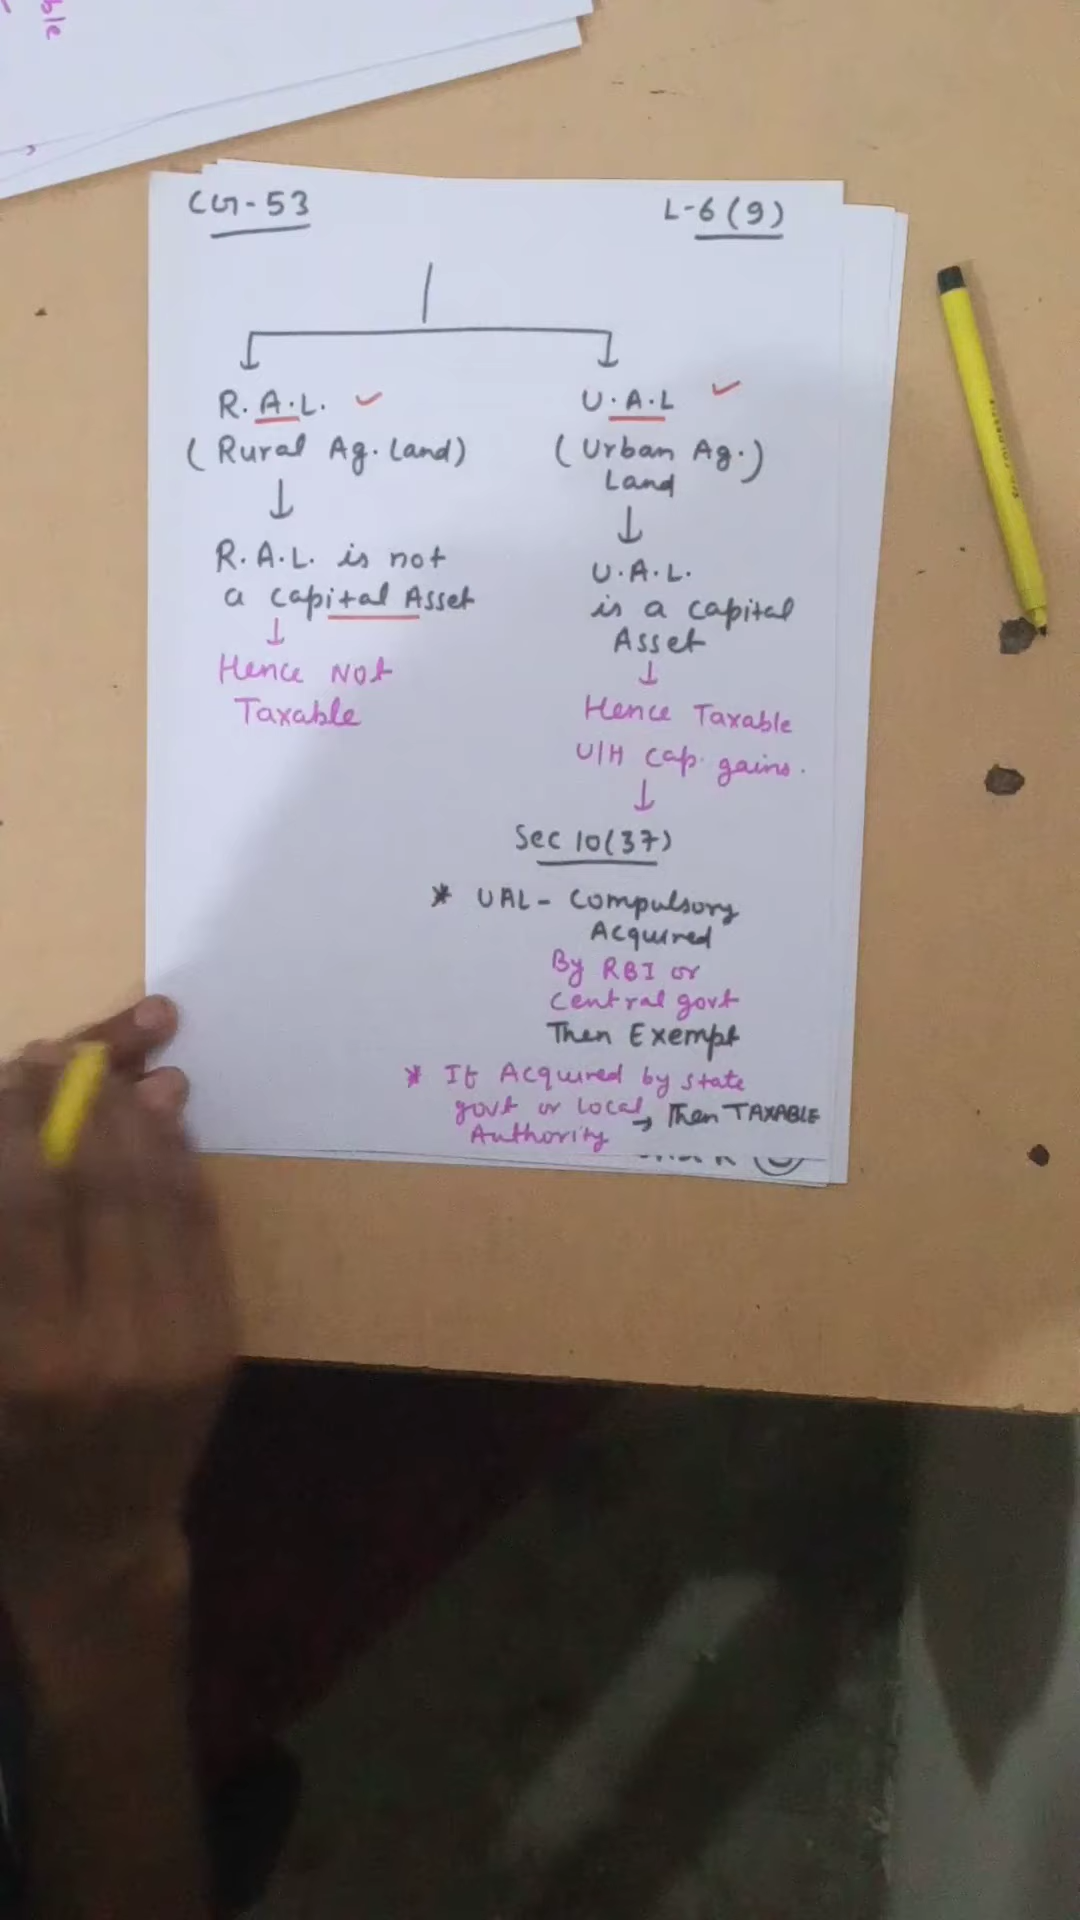 ble
CG-53
L-6(9)
R.A.L.
(Rural Ag. Land)
R.A.L. is not
a capital Asset
Hence Not
Taxable
U.A.L
(Urban Ag.)
Land
U.A.L.
is a capital
Asset
Hence Taxable
U/H cap. gains.
Sec 10(37)
* UAL - Compulsory
Acquired
By RBI or
Central govt
Then Exempt
* If Acquired by state
govt or Local → Then TAXABLE
Authority